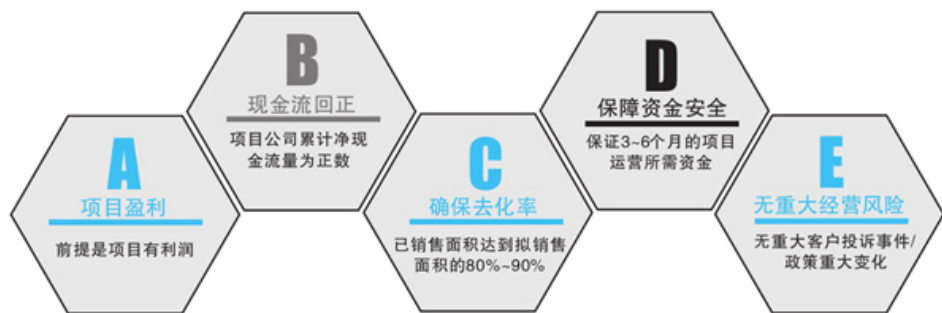 A
项目盈利
前提是项目有利润
B
现金流回正
项目公司累计净现
金流量为正数
C
确保去化率
已销售面积达到拟销售
面积的80%~90%
D
保障资金安全
保证3~6个月的项目
运营所需资金
E
无重大经营风险
无重大客户投诉事件/
政策重大变化